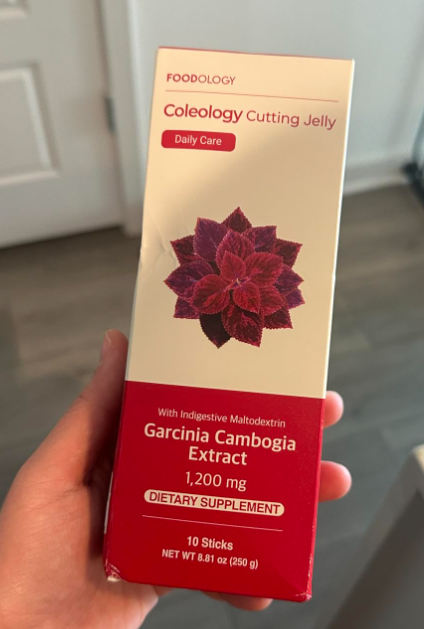 FOODOLOGY
Coleology Cutting Jelly
Daily Care
With Indigestive Maltodextrin
Garcinia Cambogia
Extract
1,200 mg
DIETARY SUPPLEMENT
10 Sticks
NET WT 8.81 oz (250 g)